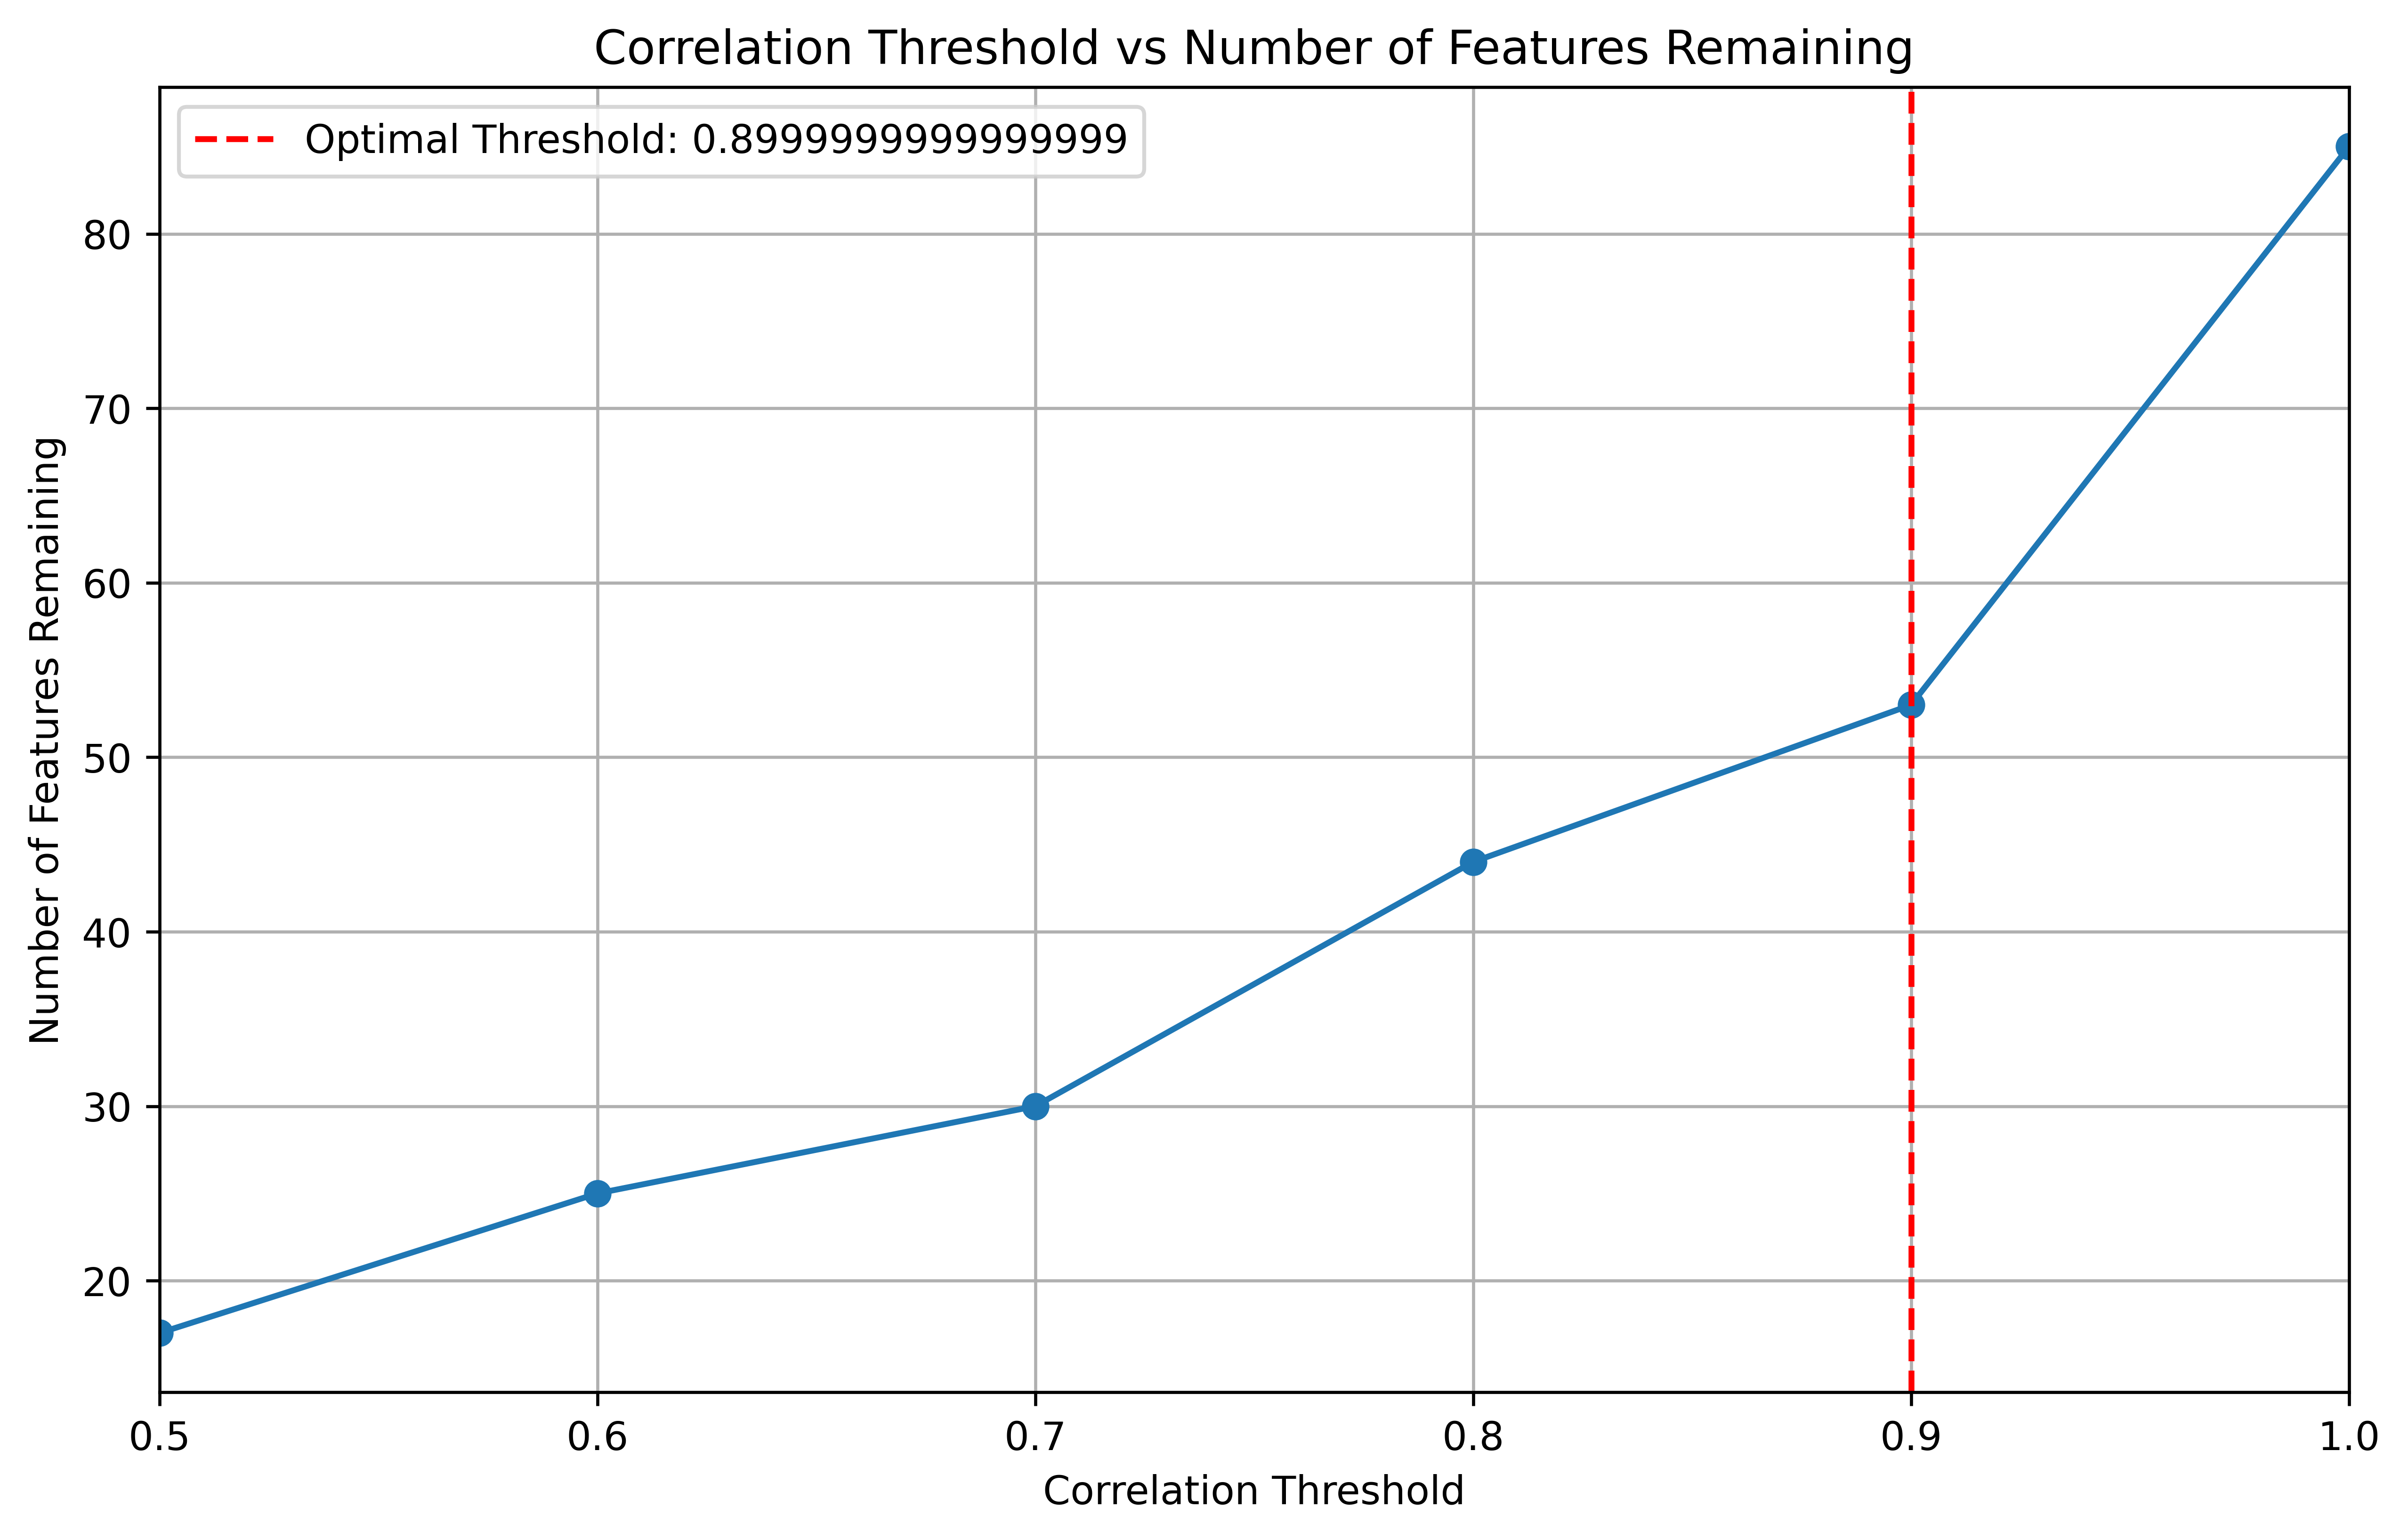 Correlation Threshold vs Number of Features Remaining
Optimal Threshold: 0.8999999999999999
Number of Features Remaining
80
70
60
50
40
30
20
0.5 0.6 0.7 0.8 0.9 1.0
Correlation Threshold